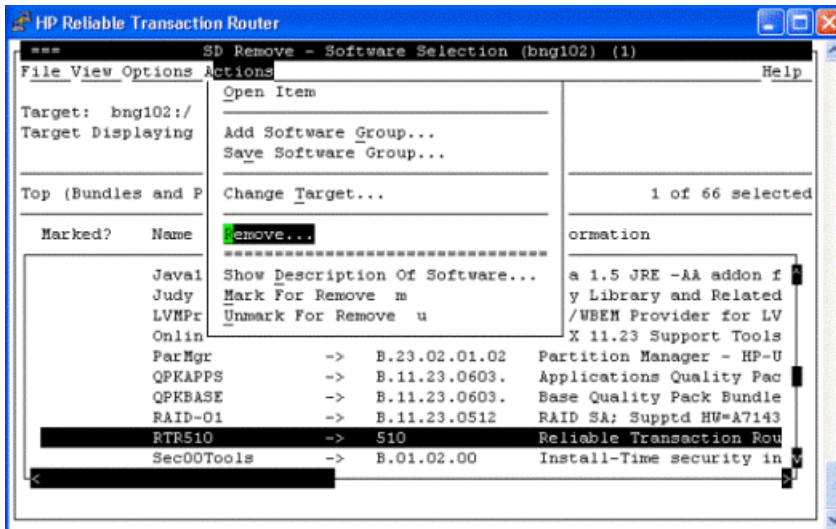 HP Reliable Transaction Router
=== SD Remove - Software Selection (bng102) (1)
File View Options Actions Help
Open Item
Target: bng102:/
Target Displaying
Add Software Group...
Save Software Group...
Top (Bundles and P
Change Target...
1 of 66 selected
Marked? Name
Remove...
ormation
Java1
Show Description Of Software...
a 1.5 JRE -AA addon f
Judy
Mark For Remove m
y Library and Related
LVMPr
Unmark For Remove u
/WBEM Provider for LV
Onlin
X 11.23 Support Tools
ParMgr -> B.23.02.01.02 Partition Manager - HP-U
QPKAPPS -> B.11.23.0603. Applications Quality Pac
QPKBASE -> B.11.23.0603. Base Quality Pack Bundle
RAID-01 -> B.11.23.0512 RAID SA; Supptd HW=A7143
RTR510 -> 510 Reliable Transaction Rou
Sec00Tools -> B.01.02.00 Install-Time security in